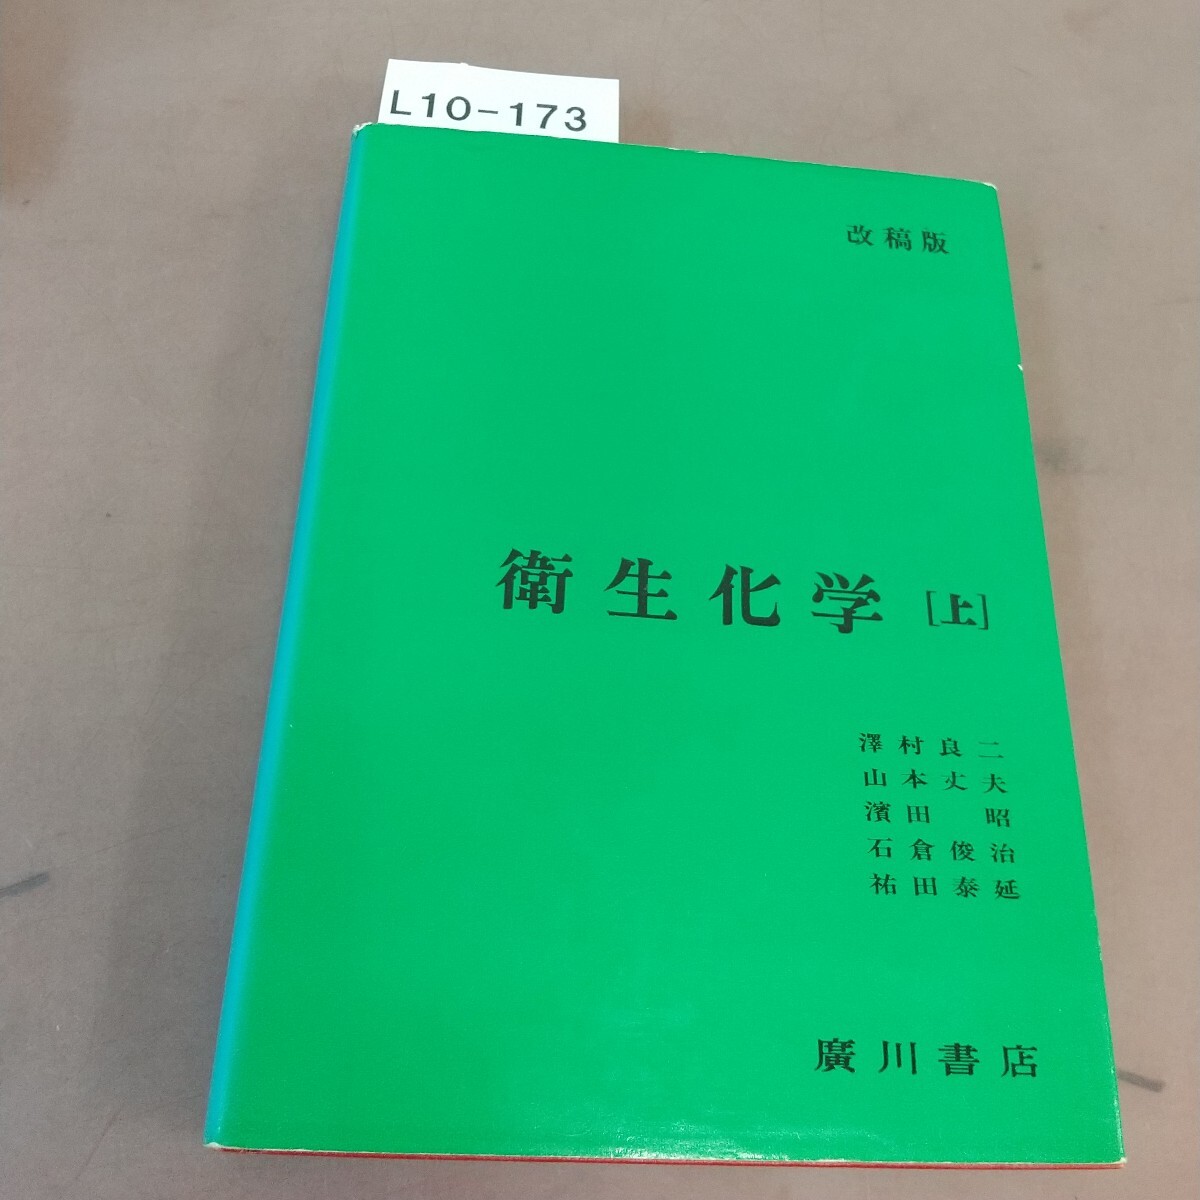 L10-173
改稿版
衛生化学 [上]
澤村良二
山本丈夫
濱田 昭
石倉俊治
祐田泰延
廣川書店